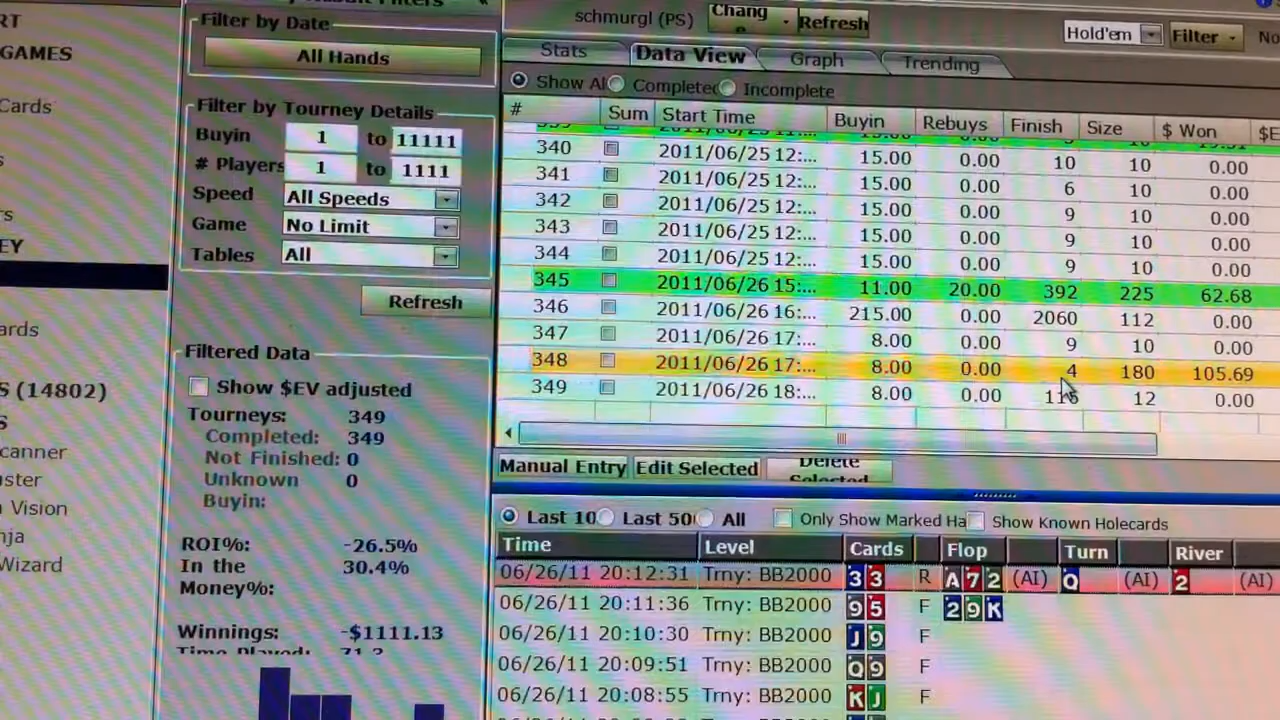 RT
GAMES
Cards
s
rs
EY
ards
S (14802)
S
canner
ster
n Vision
nja
Wizard
Filters
Filter by Date
All Hands
Filter by Tourney Details
Buyin 1 to 11111
# Players 1 to 1111
Speed All Speeds
Game No Limit
Tables All
Refresh
Filtered Data
Show $EV adjusted
Tourneys: 349
Completed: 349
Not Finished: 0
Unknown 0
Buyin:
ROI%: -26.5%
In the 30.4%
Money%:
Winnings: -$1111.13
Time Played: 71.3
schmurgl (PS) Chang Refresh Hold'em Filter No
Stats Data View Graph Trending
Show Al Completed Incomplete
# Sum Start Time Buyin Rebuys Finish Size $ Won $E
340 2011/06/25 12:... 15.00 0.00 10 10 0.00
341 2011/06/25 12:... 15.00 0.00 6 10 0.00
342 2011/06/25 12:... 15.00 0.00 9 10 0.00
343 2011/06/25 12:... 15.00 0.00 9 10 0.00
344 2011/06/25 12:... 15.00 0.00 9 10 0.00
345 2011/06/26 15:... 11.00 20.00 392 225 62.68
346 2011/06/26 16:... 215.00 0.00 2060 112 0.00
347 2011/06/26 17:... 8.00 0.00 9 10 0.00
348 2011/06/26 17:... 8.00 0.00 4 180 105.69
349 2011/06/26 18:... 8.00 0.00 12 0.00
Manual Entry Edit Selected Delete Selected
Last 10 Last 50 All Only Show Marked Ha Show Known Holecards
Time Level Cards Flop Turn River
06/26/11 20:12:31 Trny: BB2000 3 3 R A 7 2 (AI) Q (AI) 2 (AI)
06/26/11 20:11:36 Trny: BB2000 9 5 F 2 9 K
06/26/11 20:10:30 Trny: BB2000 J 9 F
06/26/11 20:09:51 Trny: BB2000 Q 9 F
06/26/11 20:08:55 Trny: BB2000 K J F